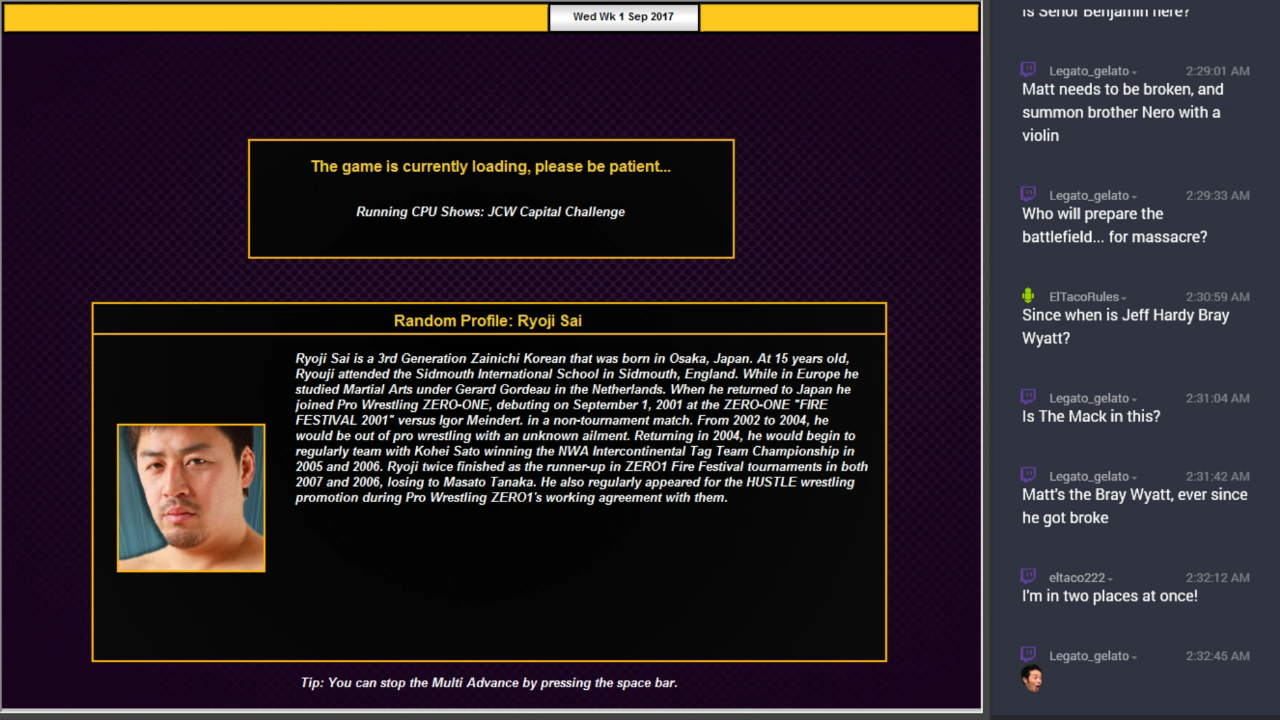 Wed Wk 1 Sep 2017
The game is currently loading, please be patient...
Running CPU Shows: JCW Capital Challenge
Random Profile: Ryoji Sai
Ryoji Sai is a 3rd Generation Zainichi Korean that was born in Osaka, Japan. At 15 years old,
Ryouji attended the Sidmouth International School in Sidmouth, England. While in Europe he
studied Martial Arts under Gerard Gordeau in the Netherlands. When he returned to Japan he
joined Pro Wrestling ZERO-ONE, debuting on September 1, 2001 at the ZERO-ONE "FIRE
FESTIVAL 2001" versus Igor Meindert. in a non-tournament match. From 2002 to 2004, he
would be out of pro wrestling with an unknown ailment. Returning in 2004, he would begin to
regularly team with Kohei Sato winning the NWA Intercontinental Tag Team Championship in
2005 and 2006. Ryoji twice finished as the runner-up in ZERO1 Fire Festival tournaments in both
2007 and 2006, losing to Masato Tanaka. He also regularly appeared for the HUSTLE wrestling
promotion during Pro Wrestling ZERO1's working agreement with them.
Tip: You can stop the Multi Advance by pressing the space bar.
is Senor Benjamin here?
Legato_gelato 2:29:01 AM
Matt needs to be broken, and
summon brother Nero with a
violin
Legato_gelato 2:29:33 AM
Who will prepare the
battlefield... for massacre?
ElTacoRules 2:30:59 AM
Since when is Jeff Hardy Bray
Wyatt?
Legato_gelato 2:31:04 AM
Is The Mack in this?
Legato_gelato 2:31:42 AM
Matt's the Bray Wyatt, ever since
he got broke
eltaco222 2:32:12 AM
I'm in two places at once!
Legato_gelato 2:32:45 AM